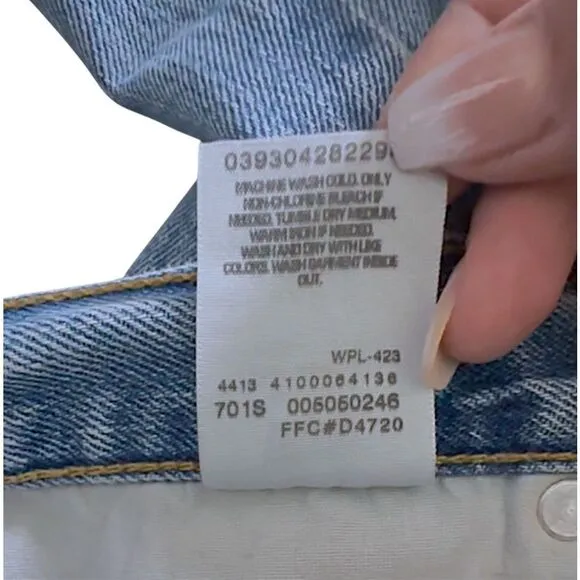 03930428229
MACHINE WASH COLD. ONLY
NON-CHLORINE BLEACH IF
NEEDED. TUMBLE DRY MEDIUM.
WARM IRON IF NEEDED.
WASH AND DRY WITH LIKE
COLORS. WASH GARMENT INSIDE
OUT.
WPL-423
4413 4100064136
701S 005050246
FFC#D4720